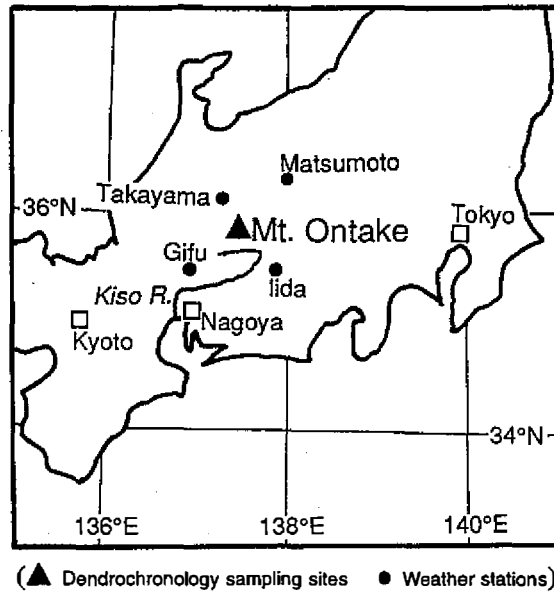 Matsumoto
Takayama
36°N
Mt. Ontake
Tokyo
Gifu
Iida
Kiso R.
Nagoya
Kyoto
34°N
136°E
138°E
140°E
(▲ Dendrochronology sampling sites ● Weather stations)